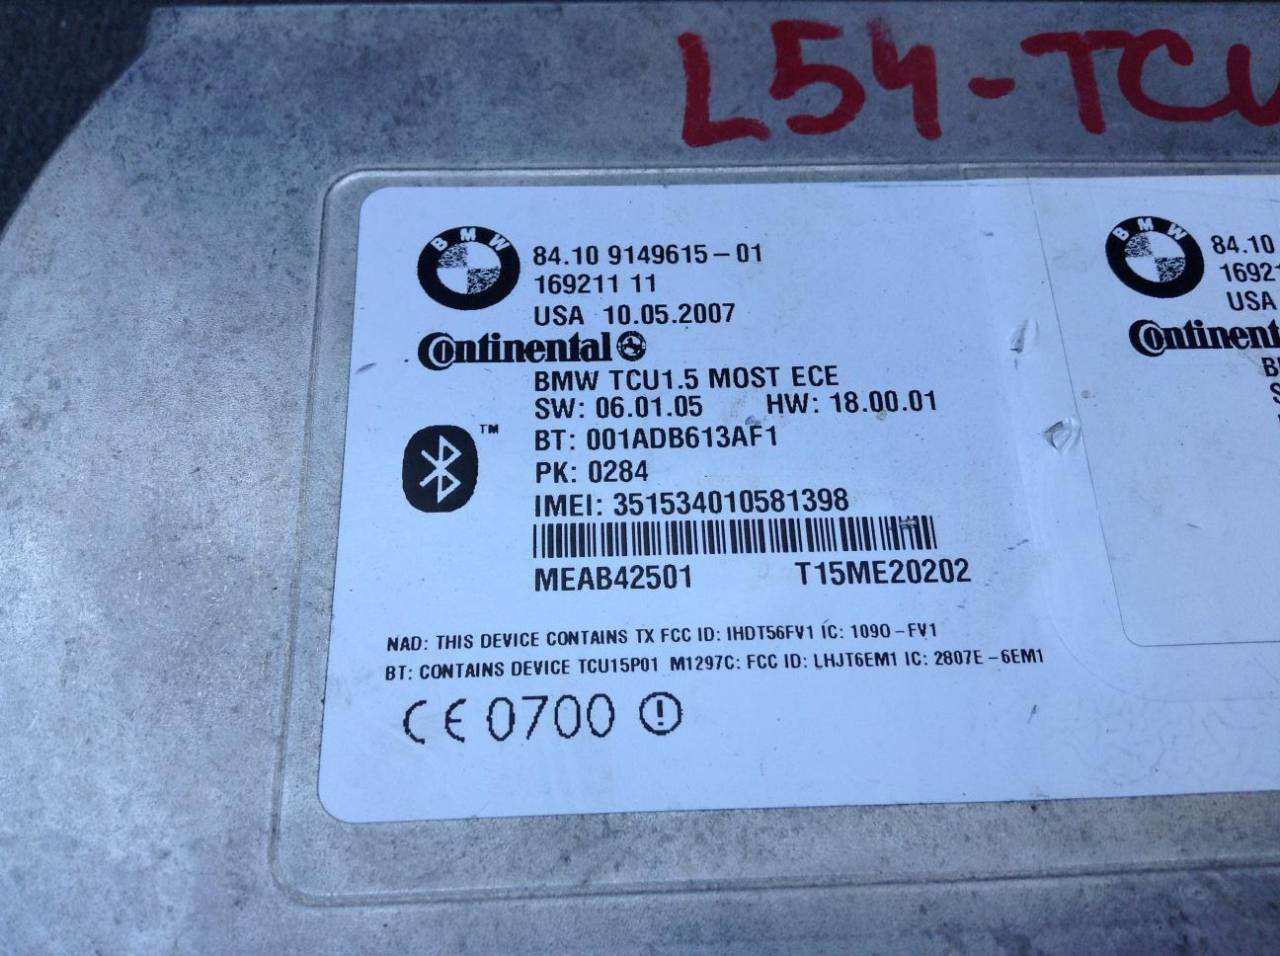 L54-TCU
BMW
84.10 9149615-01
169211 11
USA 10.05.2007
Continental
BMW TCU1.5 MOST ECE
SW: 06.01.05 HW: 18.00.01
™
BT: 001ADB613AF1
PK: 0284
IMEI: 351534010581398
MEAB42501 T15ME20202
NAD: THIS DEVICE CONTAINS TX FCC ID: IHDT56FV1 IC: 1090-FV1
BT: CONTAINS DEVICE TCU15P01 M1297C: FCC ID: LHJT6EM1 IC: 2807E-6EM1
CE 0700
BMW
84.10
1692
USA
Continental